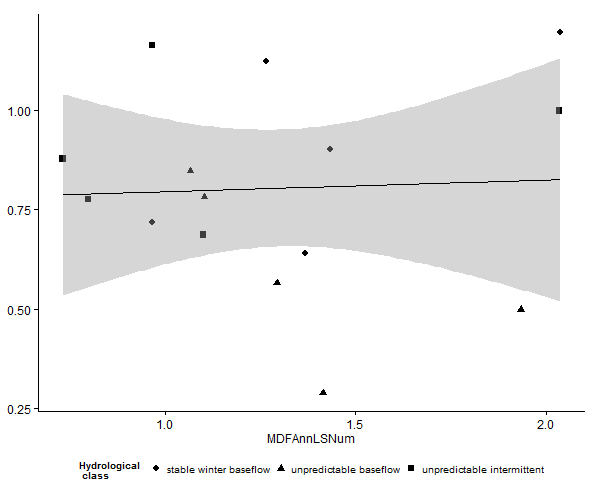 1.00
0.75
0.50
0.25
1.0 1.5 2.0
MDFAnnLSNum
Hydrological
class
stable winter baseflow unpredictable baseflow unpredictable intermittent